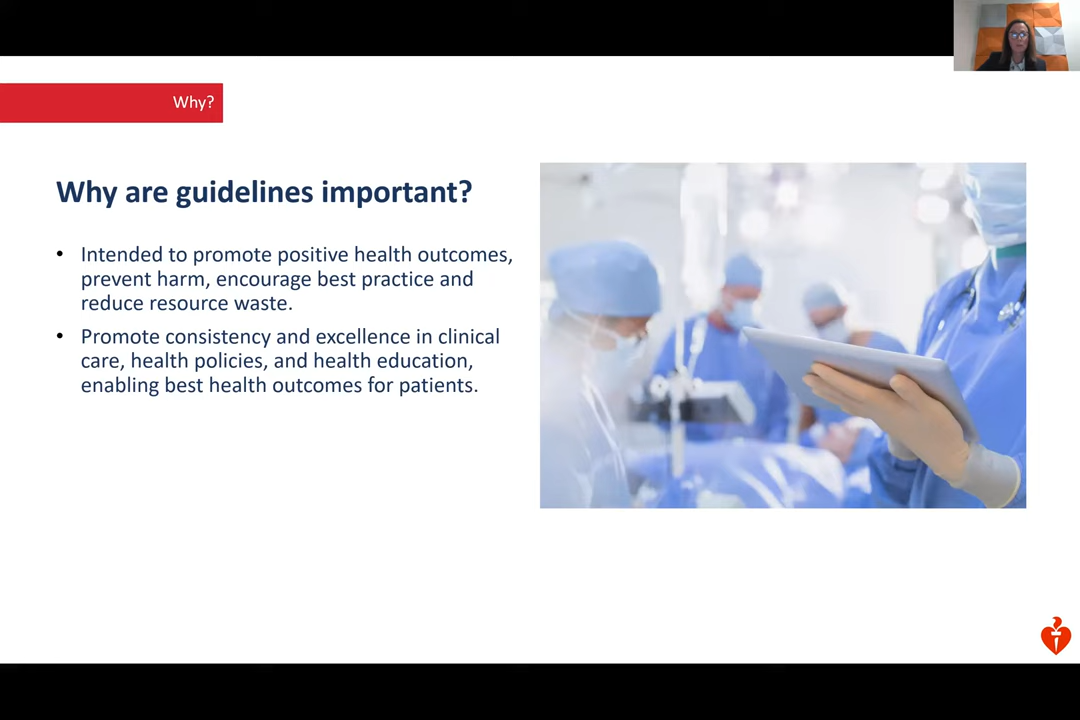 Why?
Why are guidelines important?
• Intended to promote positive health outcomes,
prevent harm, encourage best practice and
reduce resource waste.
• Promote consistency and excellence in clinical
care, health policies, and health education,
enabling best health outcomes for patients.